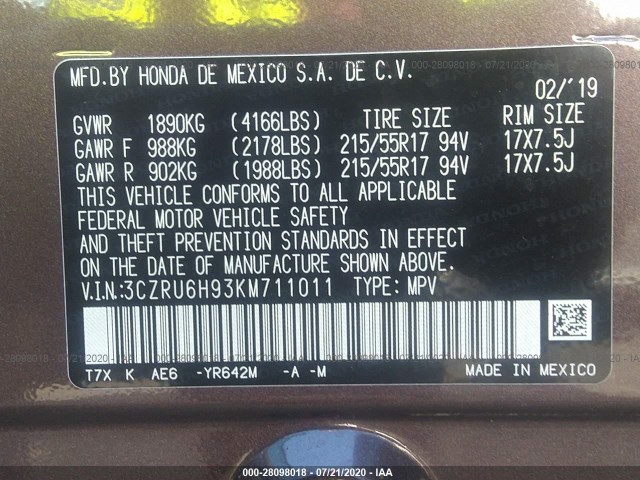 MFD.BY HONDA DE MEXICO S.A. DE C.V.
02/'19
GVWR 1890KG (4166LBS) TIRE SIZE RIM SIZE
GAWR F 988KG (2178LBS) 215/55R17 94V 17X7.5J
GAWR R 902KG (1988LBS) 215/55R17 94V 17X7.5J
THIS VEHICLE CONFORMS TO ALL APPLICABLE
FEDERAL MOTOR VEHICLE SAFETY
AND THEFT PREVENTION STANDARDS IN EFFECT
ON THE DATE OF MANUFACTURE SHOWN ABOVE.
V.I.N.:3CZRU6H93KM711011 TYPE: MPV
T7X K AE6 -YR642M -A -M MADE IN MEXICO
000-28098018 - 07/21/2020 - IAA